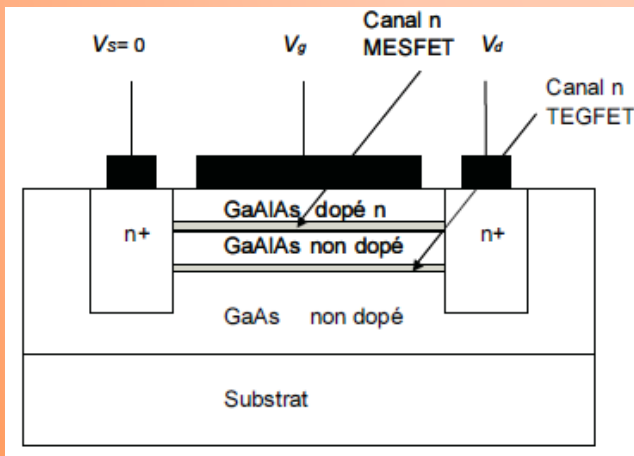 Canal n
MESFET
Vs= 0
Vg
Vd
Canal n
TEGFET
GaAlAs dopé n
n+
GaAlAs non dopé
n+
GaAs non dopé
Substrat